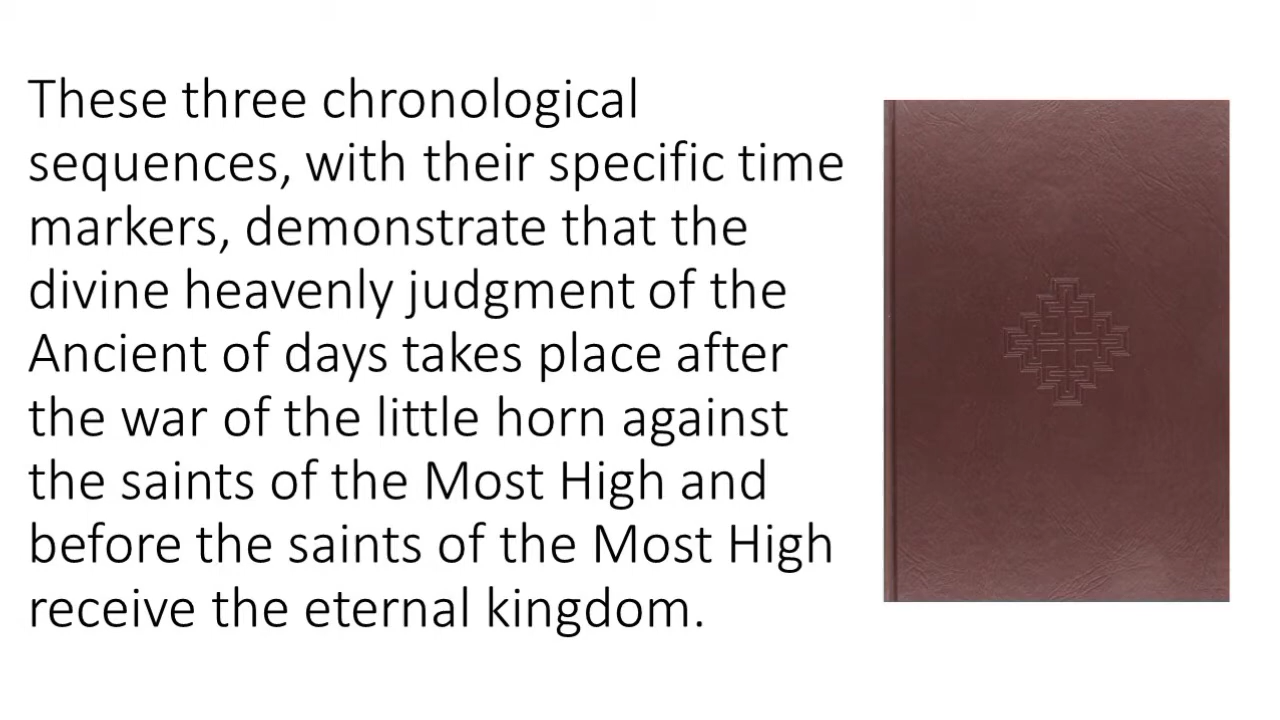 These three chronological
sequences, with their specific time
markers, demonstrate that the
divine heavenly judgment of the
Ancient of days takes place after
the war of the little horn against
the saints of the Most High and
before the saints of the Most High
receive the eternal kingdom.